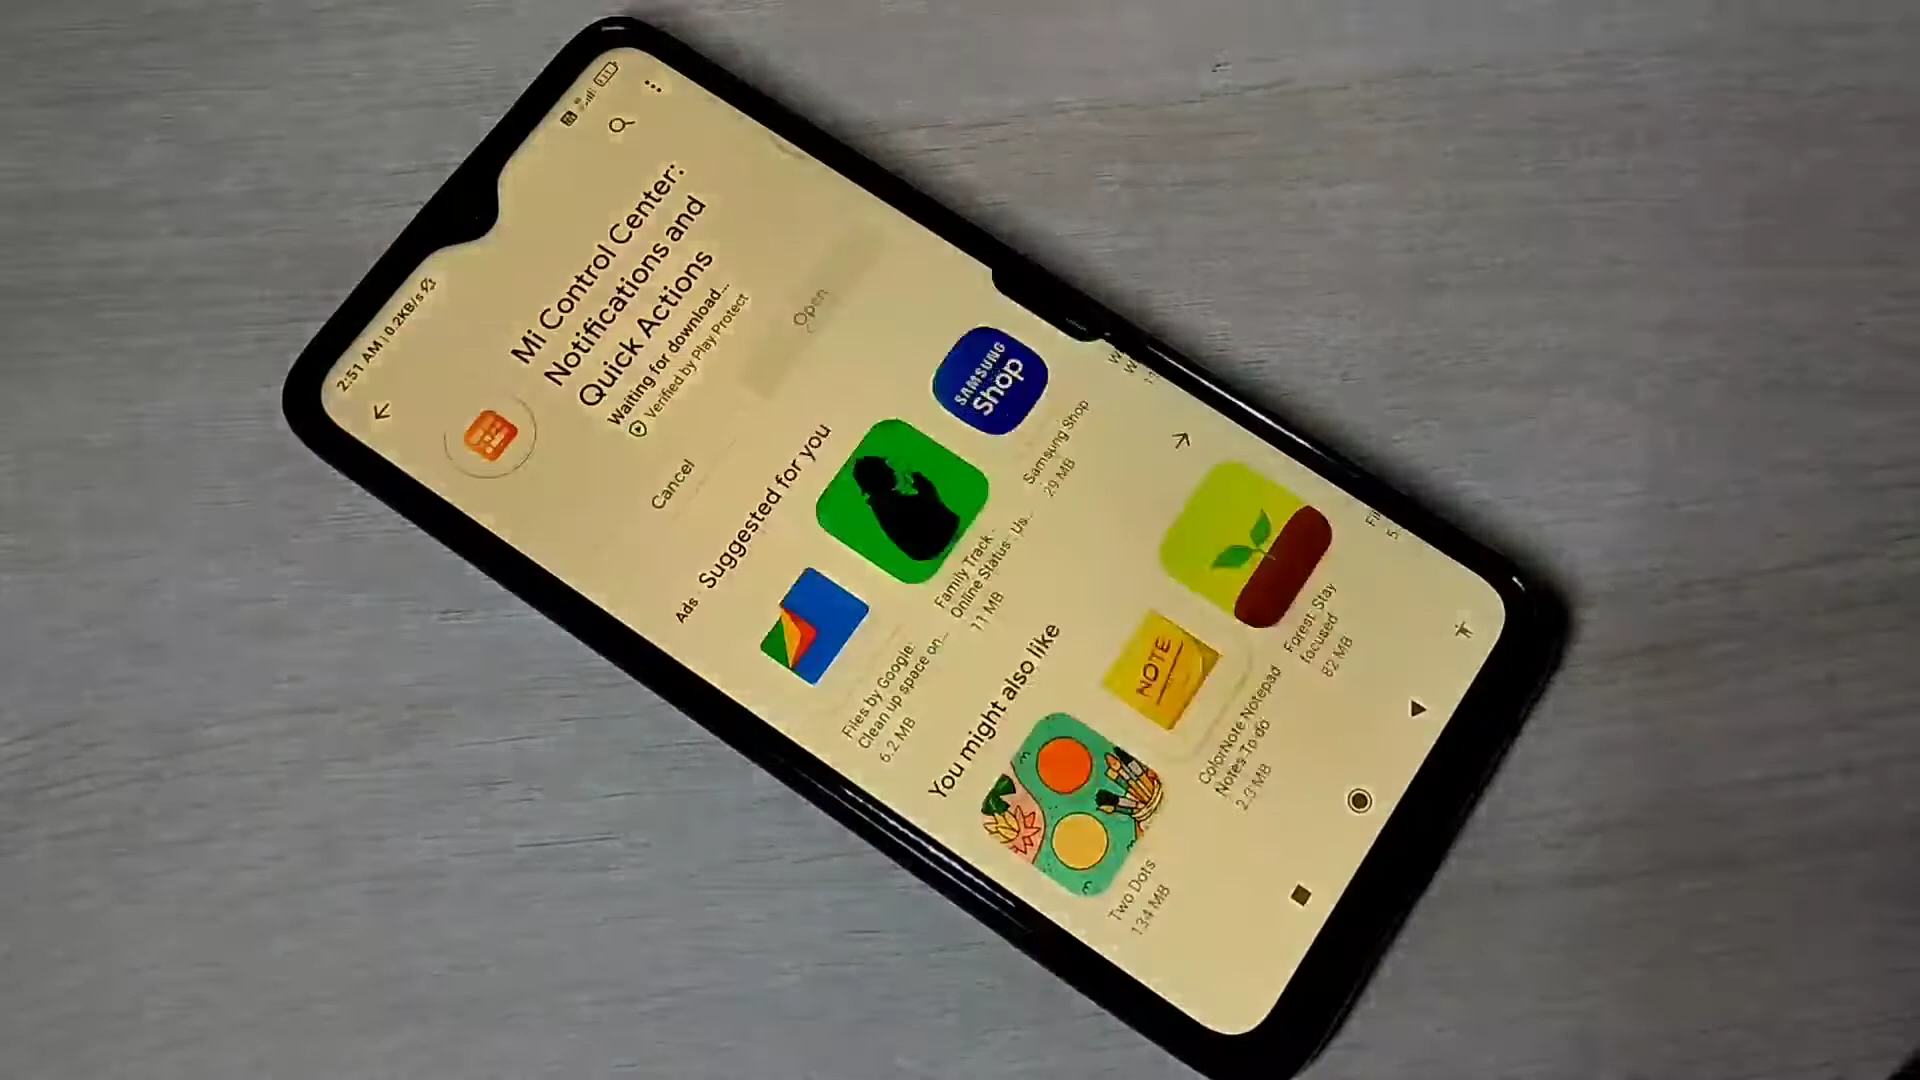 2:51 AM | 0.2KB/s
Mi Control Center:
Notifications and
Quick Actions
Waiting for download...
Verified by Play Protect
Cancel
Open
Ads · Suggested for you
Files by Google:
Clean up space on...
6.2 MB
Family Track -
Online Status : Us...
11 MB
SAMSUNG
Shop
Samsung Shop
29 MB
You might also like
Two Dots
134 MB
NOTE
ColorNote Notepad
Notes To do
2.3 MB
Forest: Stay
focused
82 MB